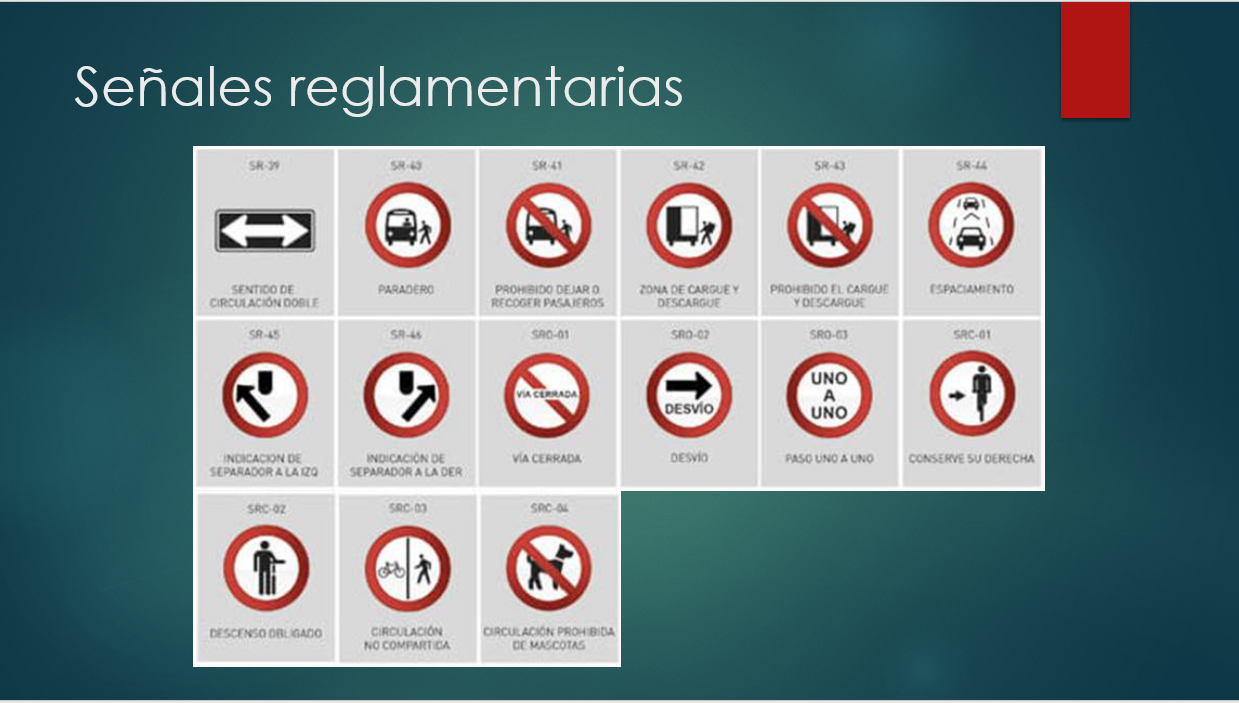 Señales reglamentarias
SR-39
SENTIDO DE
CIRCULACIÓN DOBLE
SR-40
PARADERO
SR-41
PROHIBIDO DEJAR O
RECOGER PASAJEROS
SR-42
ZONA DE CARGUE Y
DESCARGUE
SR-43
PROHIBIDO EL CARGUE
Y DESCARGUE
SR-44
ESPACIAMIENTO
SR-45
INDICACION DE
SEPARADOR A LA IZQ
SR-46
INDICACIÓN DE
SEPARADOR A LA DER
SRO-01
VÍA CERRADA
VÍA CERRADA
SRO-02
DESVÍO
DESVÍO
SRO-03
UNO
A
UNO
PASO UNO A UNO
SRC-01
CONSERVE SU DERECHA
SRC-02
DESCENSO OBLIGADO
SRC-03
CIRCULACIÓN
NO COMPARTIDA
SRC-04
CIRCULACIÓN PROHIBIDA
DE MASCOTAS